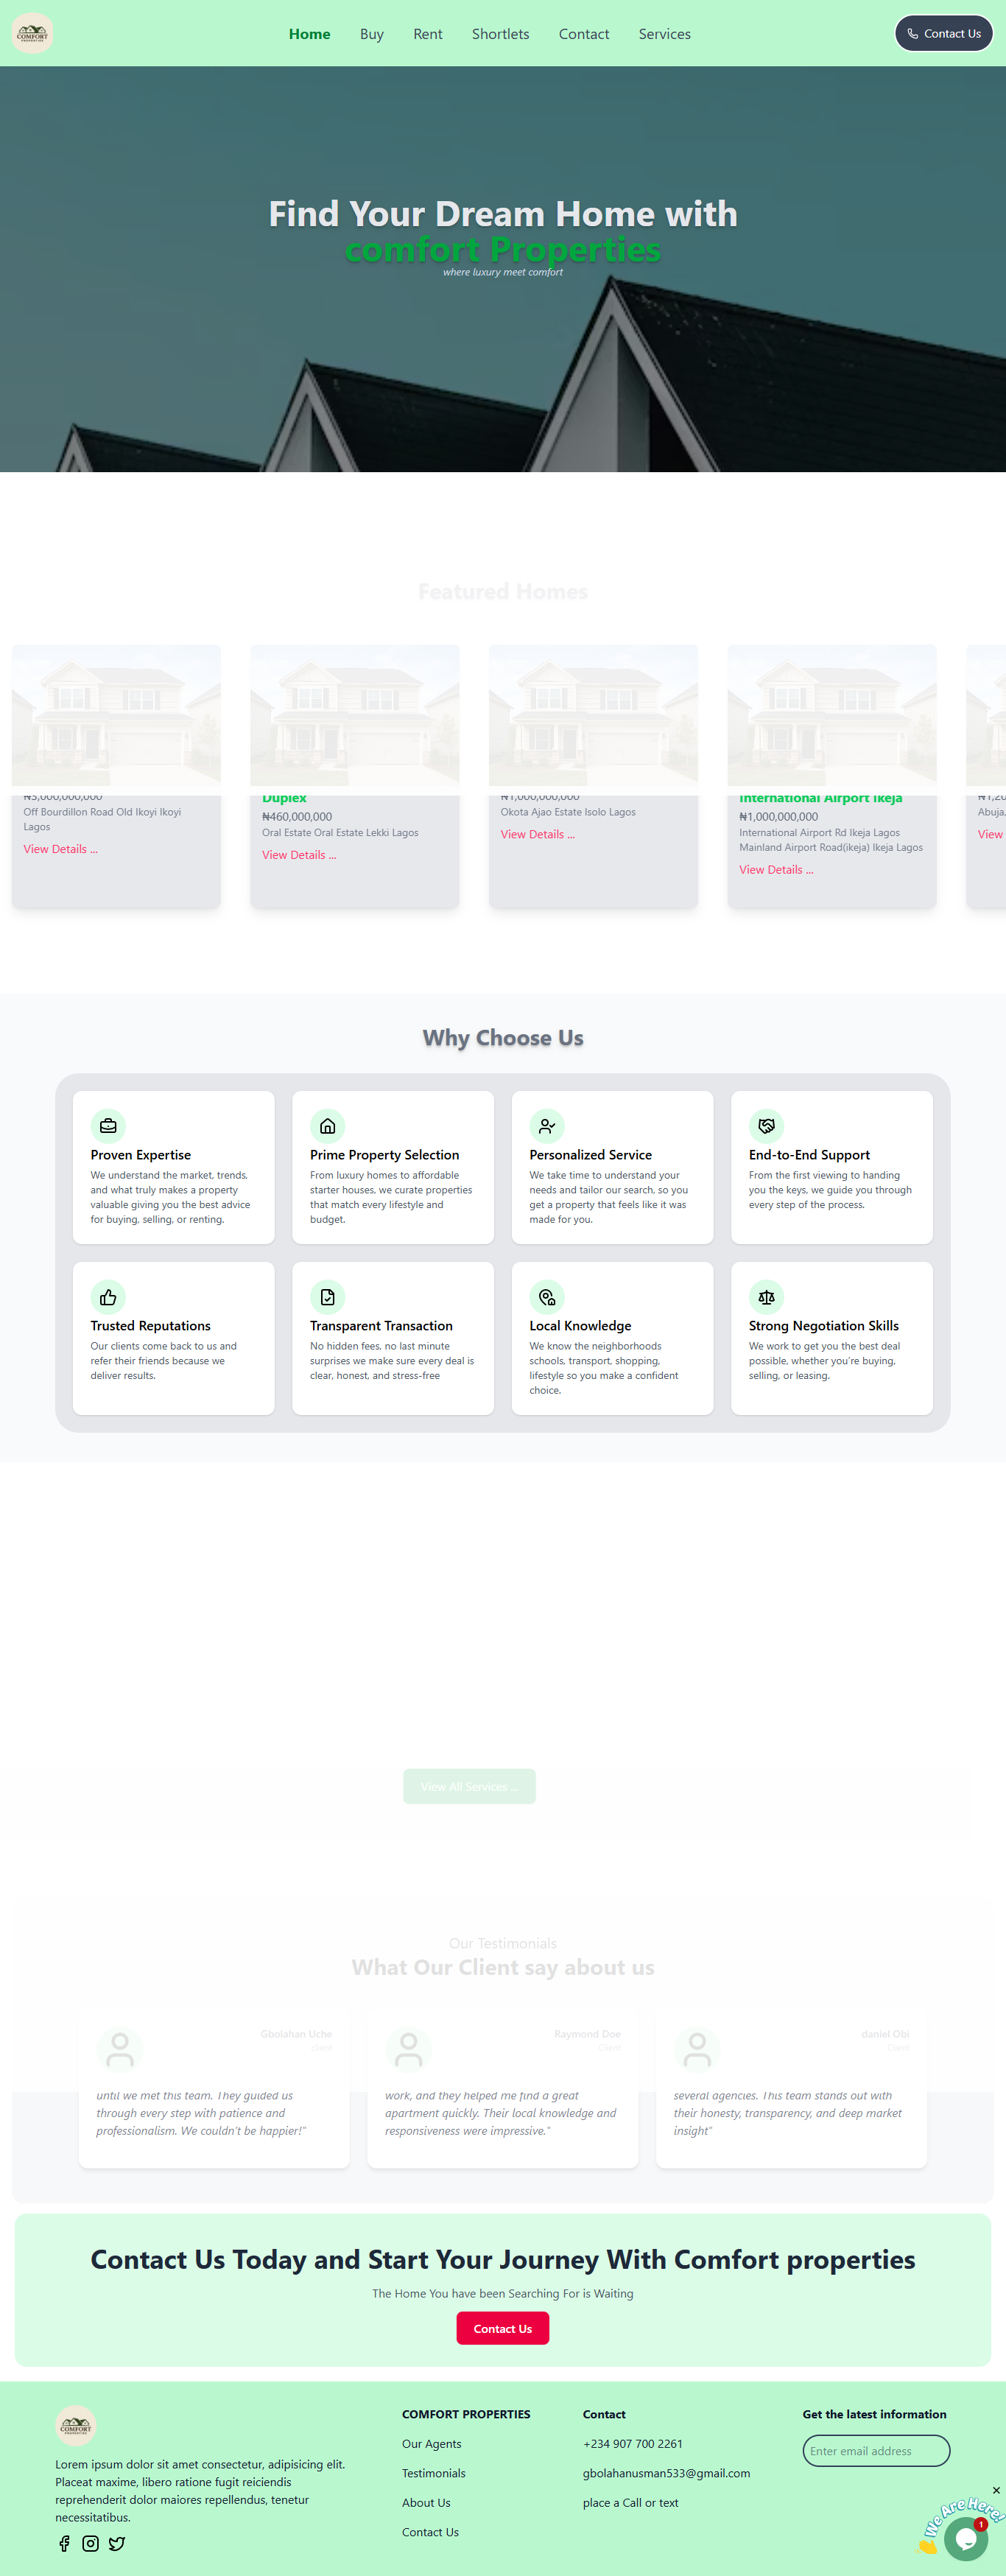 COMFORT
PROPERTIES
Home
Buy
Rent
Shortlets
Contact
Services
Contact Us
Find Your Dream Home with
comfort Properties
where luxury meet comfort
Featured Homes
₦5,000,000,000
Off Bourdillon Road Old Ikoyi Ikoyi
Lagos
View Details ...
Duplex
₦460,000,000
Oral Estate Oral Estate Lekki Lagos
View Details ...
₦1,600,000,000
Okota Ajao Estate Isolo Lagos
View Details ...
International Airport Ikeja
₦1,000,000,000
International Airport Rd Ikeja Lagos
Mainland Airport Road(ikeja) Ikeja Lagos
View Details ...
₦1,20
Abuja,
View
Why Choose Us
Proven Expertise
We understand the market, trends,
and what truly makes a property
valuable giving you the best advice
for buying, selling, or renting.
Prime Property Selection
From luxury homes to affordable
starter houses, we curate properties
that match every lifestyle and
budget.
Personalized Service
We take time to understand your
needs and tailor our search, so you
get a property that feels like it was
made for you.
End-to-End Support
From the first viewing to handing
you the keys, we guide you through
every step of the process.
Trusted Reputations
Our clients come back to us and
refer their friends because we
deliver results.
Transparent Transaction
No hidden fees, no last minute
surprises we make sure every deal is
clear, honest, and stress-free
Local Knowledge
We know the neighborhoods
schools, transport, shopping,
lifestyle so you make a confident
choice.
Strong Negotiation Skills
We work to get you the best deal
possible, whether you're buying,
selling, or leasing.
View All Services ...
Our Testimonials
What Our Client say about us
Gbolahan Uche
client
until we met this team. They guided us
through every step with patience and
professionalism. We couldn't be happier!"
Raymond Doe
Client
work, and they helped me find a great
apartment quickly. Their local knowledge and
responsiveness were impressive."
daniel Obi
Client
several agencies. This team stands out with
their honesty, transparency, and deep market
insight"
Contact Us Today and Start Your Journey With Comfort properties
The Home You have been Searching For is Waiting
Contact Us
COMFORT
PROPERTIES
Lorem ipsum dolor sit amet consectetur, adipisicing elit.
Placeat maxime, libero ratione fugit reiciendis
reprehenderit dolor maiores repellendus, tenetur
necessitatibus.
COMFORT PROPERTIES
Our Agents
Testimonials
About Us
Contact Us
Contact
+234 907 700 2261
gbolahanusman533@gmail.com
place a Call or text
Get the latest information
Enter email address
We Are Here!
1